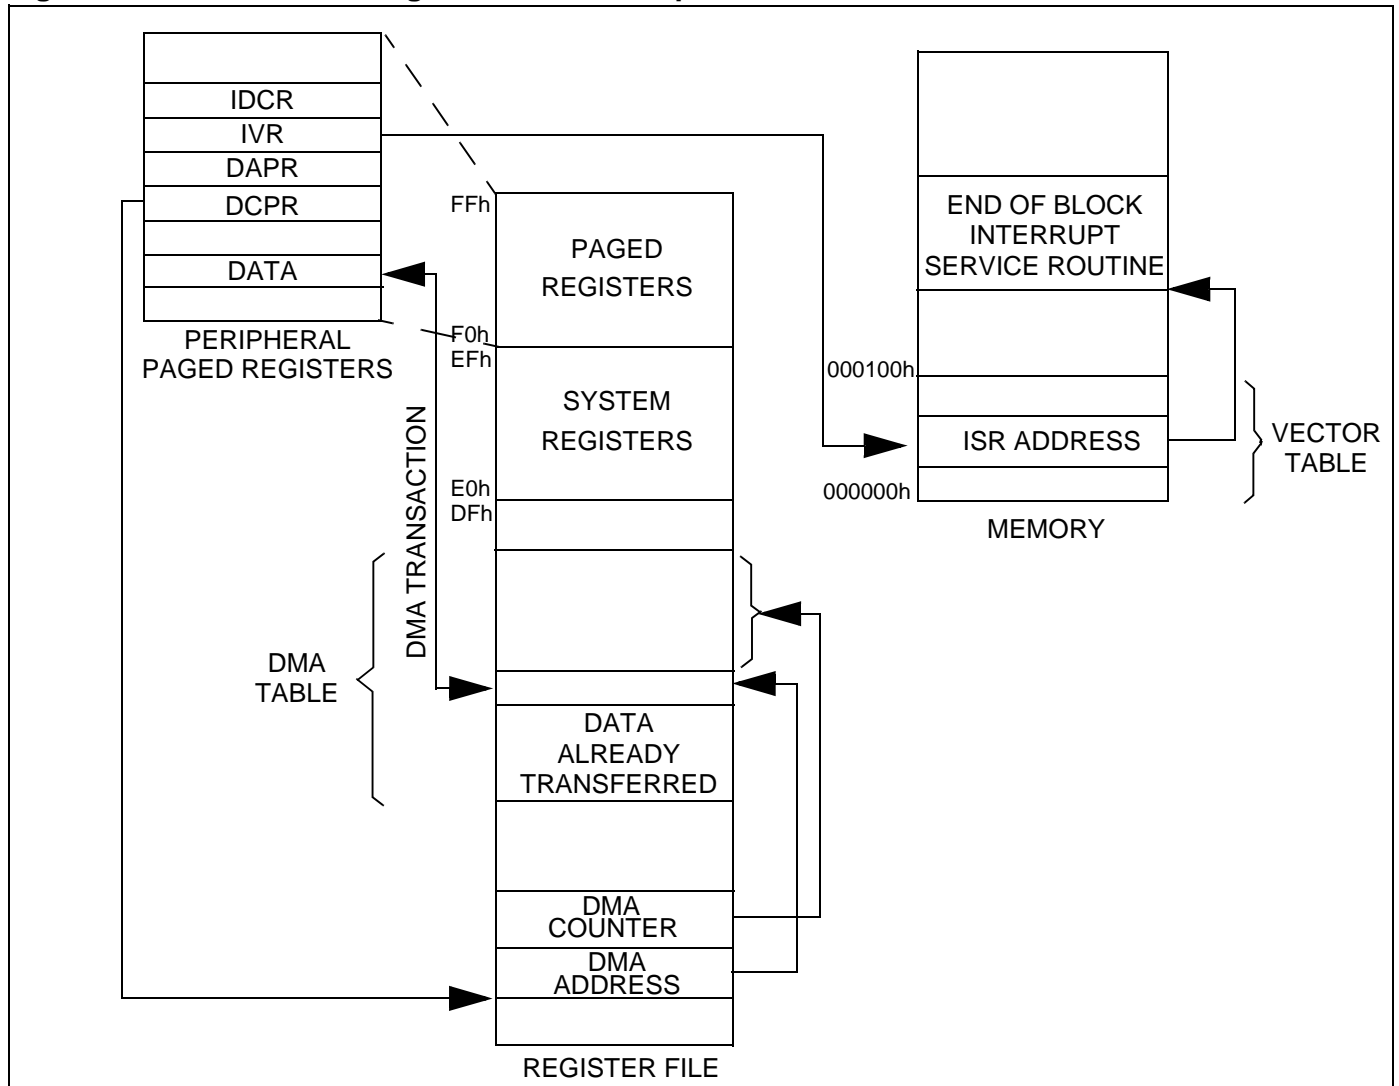 IDCR
IVR
DAPR
DCPR
DATA
PERIPHERAL
PAGED REGISTERS
DMA TRANSACTION
DMA
TABLE
FFh
PAGED
REGISTERS
F0h
EFh
SYSTEM
REGISTERS
E0h
DFh
DATA
ALREADY
TRANSFERRED
DMA
COUNTER
DMA
ADDRESS
REGISTER FILE
END OF BLOCK
INTERRUPT
SERVICE ROUTINE
000100h
ISR ADDRESS
000000h
MEMORY
VECTOR
TABLE